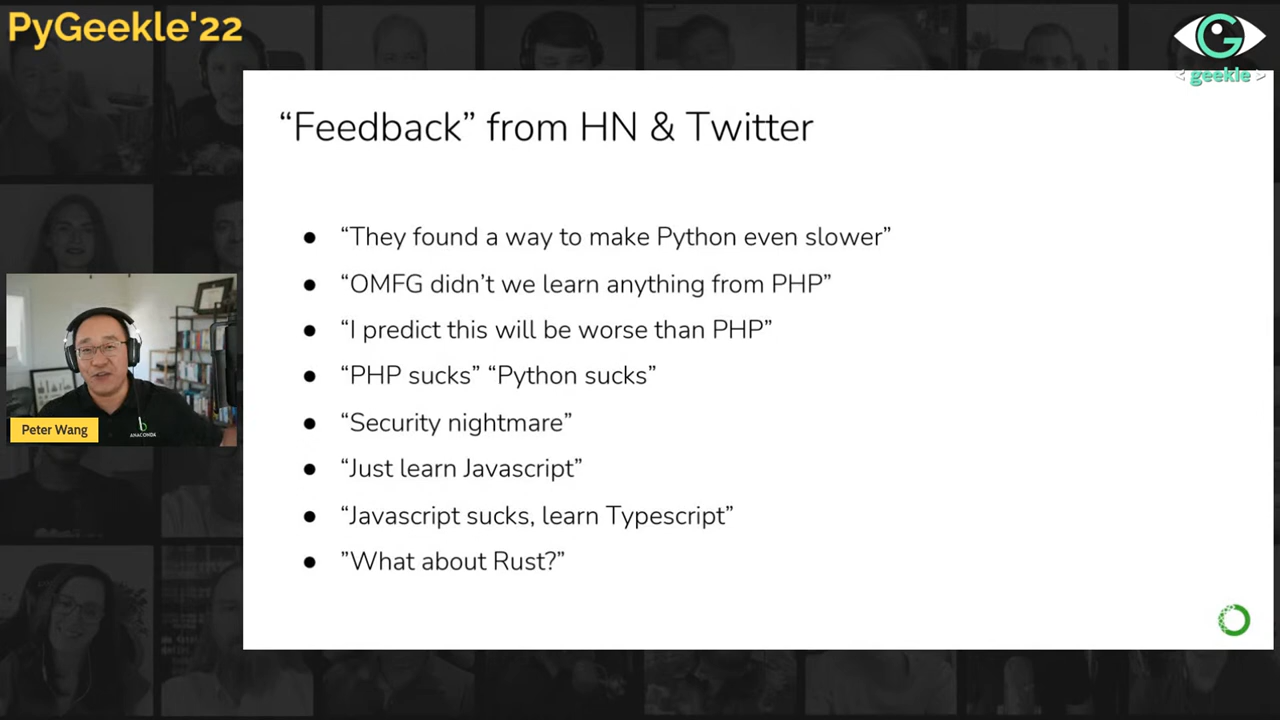 PyGeekle'22
< geekle >
“Feedback” from HN & Twitter
● “They found a way to make Python even slower”
● “OMFG didn’t we learn anything from PHP”
● “I predict this will be worse than PHP”
● “PHP sucks” “Python sucks”
● “Security nightmare”
● “Just learn Javascript”
● “Javascript sucks, learn Typescript”
● ”What about Rust?”
Peter Wang
ANACONDA